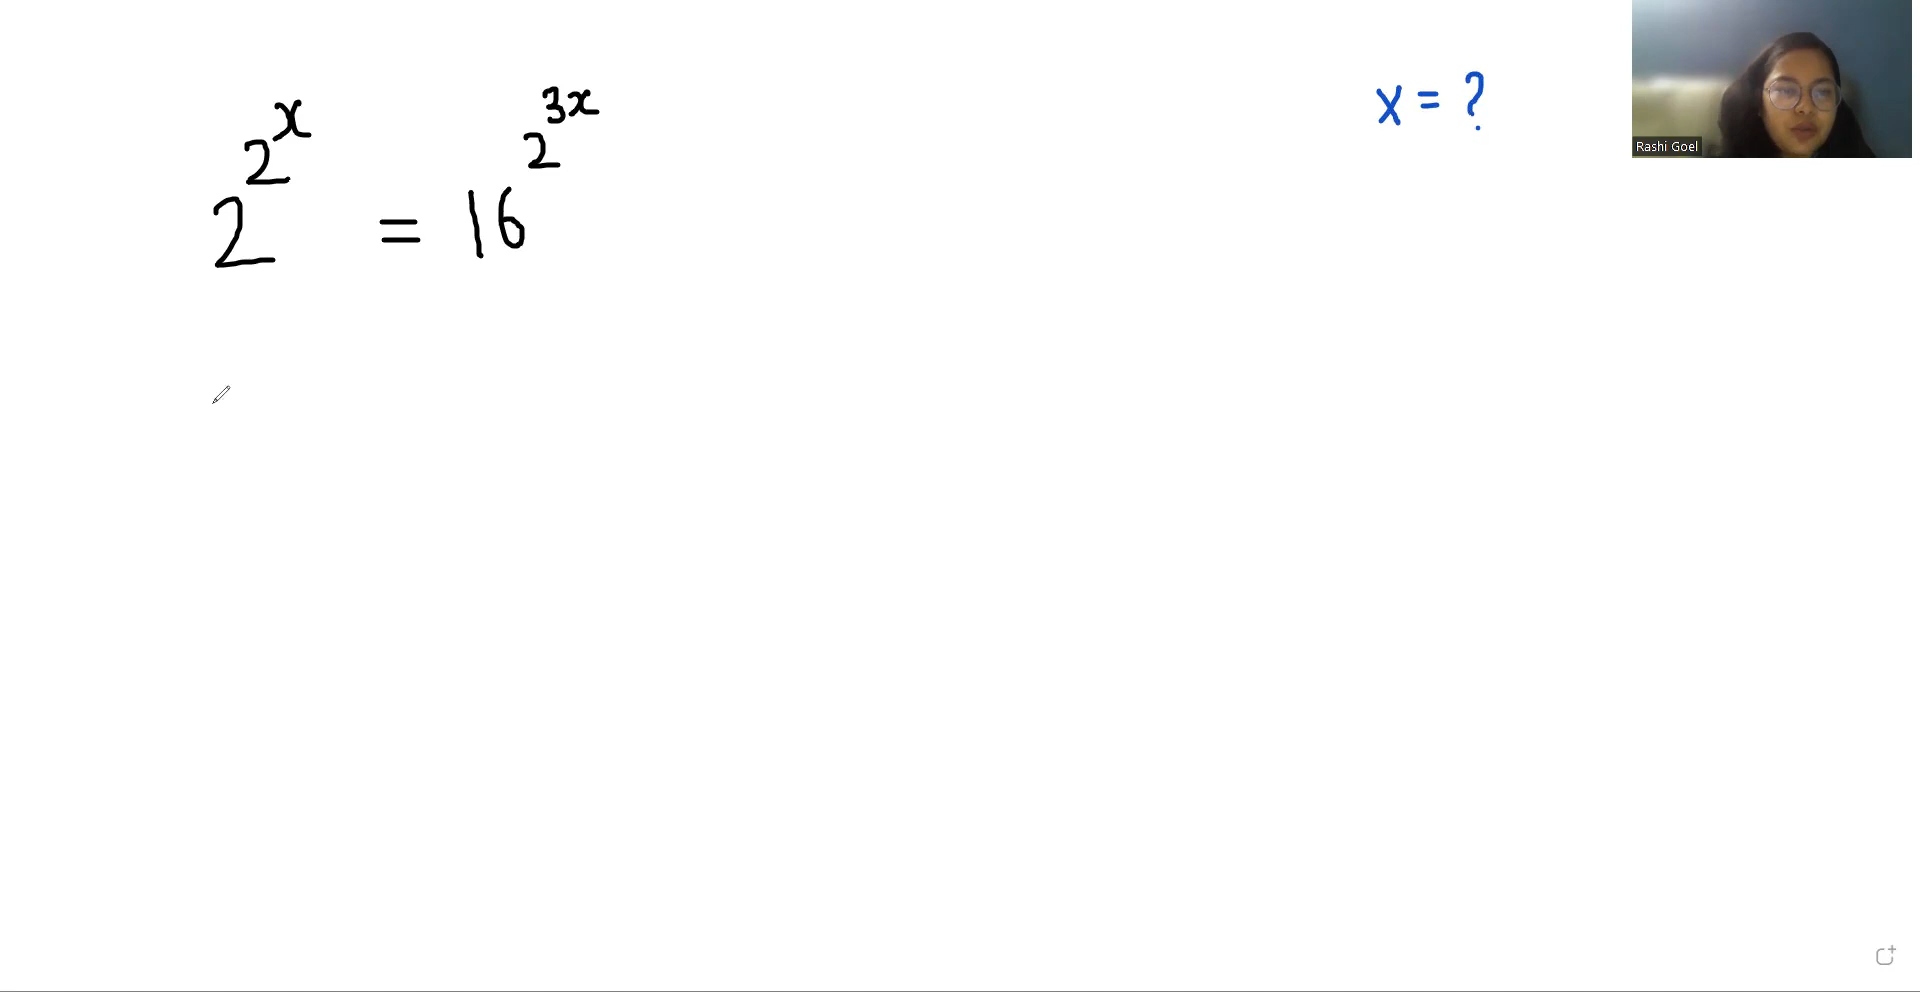 2^{2^{x}} = 16^{2^{3x}}
x = ?
Rashi Goel